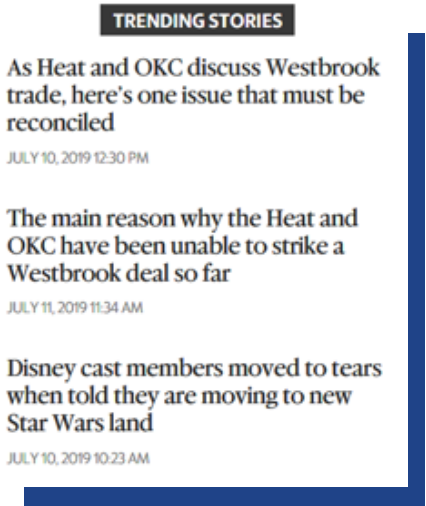 TRENDING STORIES
As Heat and OKC discuss Westbrook
trade, here's one issue that must be
reconciled
JULY 10, 2019 12:30 PM
The main reason why the Heat and
OKC have been unable to strike a
Westbrook deal so far
JULY 11, 2019 11:34 AM
Disney cast members moved to tears
when told they are moving to new
Star Wars land
JULY 10, 2019 10:23 AM